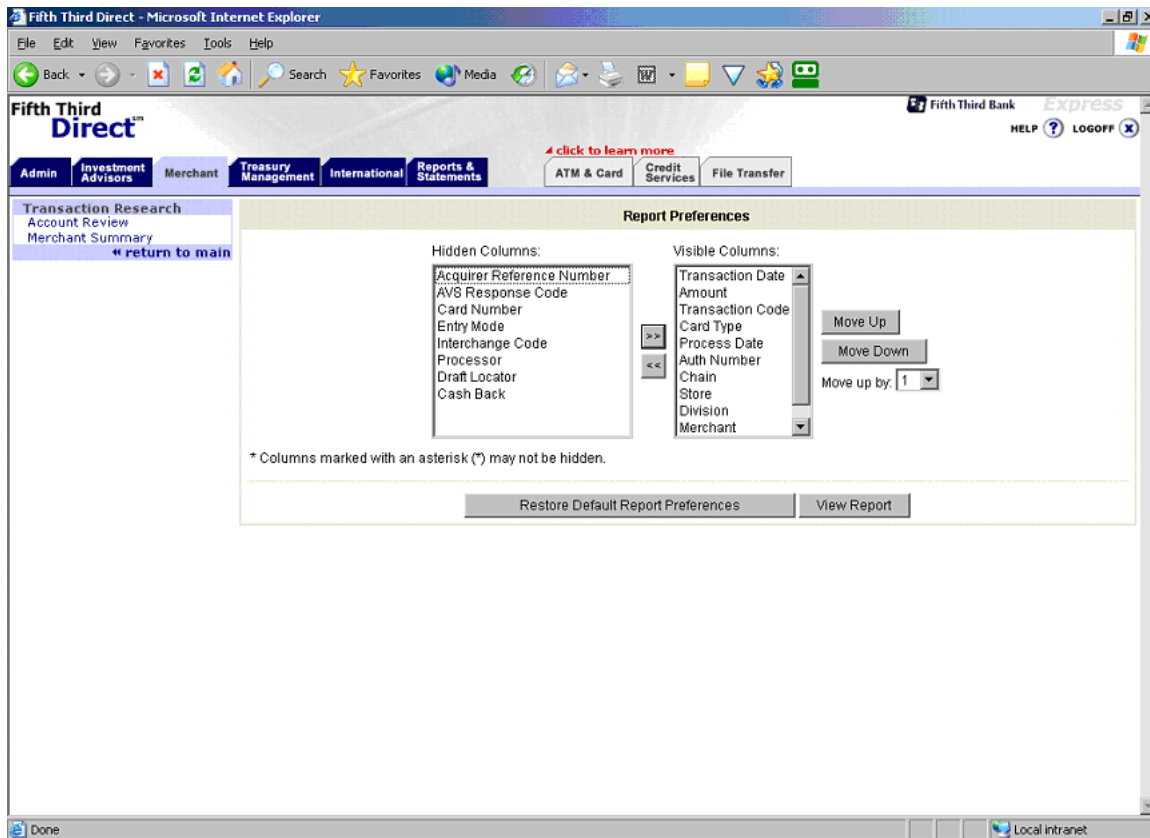 Fifth Third Direct - Microsoft Internet Explorer
File Edit View Favorites Tools Help
Back Search Favorites Media
Fifth Third
Direct℠
Fifth Third Bank Express
HELP ? LOGOFF X
click to learn more
Admin
Investment Advisors
Merchant
Treasury Management
International
Reports & Statements
ATM & Card
Credit Services
File Transfer
Transaction Research
Account Review
Merchant Summary
return to main
Report Preferences
Hidden Columns:
Acquirer Reference Number
AVS Response Code
Card Number
Entry Mode
Interchange Code
Processor
Draft Locator
Cash Back
>>
<<
Visible Columns:
Transaction Date
Amount
Transaction Code
Card Type
Process Date
Auth Number
Chain
Store
Division
Merchant
Move Up
Move Down
Move up by: 1
* Columns marked with an asterisk (*) may not be hidden.
Restore Default Report Preferences
View Report
Done
Local intranet